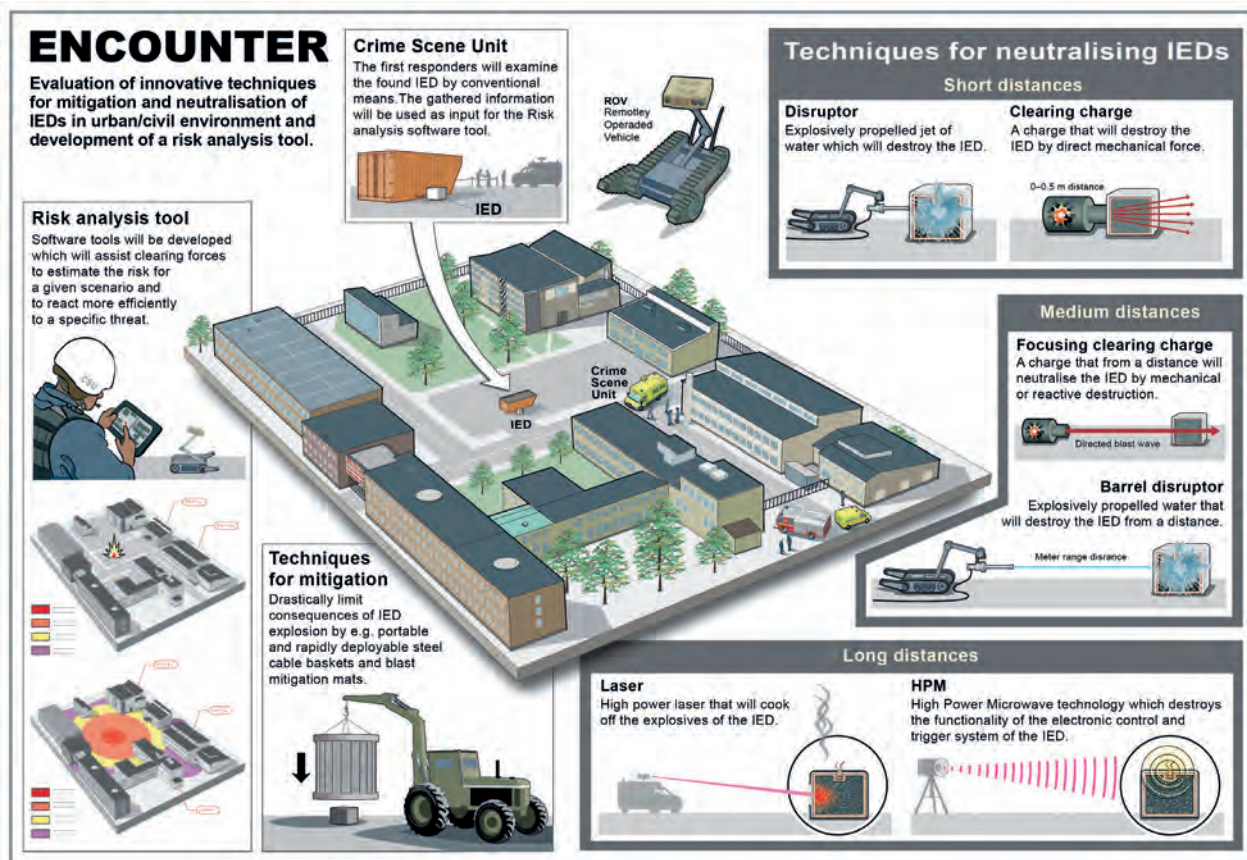 ENCOUNTER
Evaluation of innovative techniques
for mitigation and neutralisation of
IEDs in urban/civil environment and
development of a risk analysis tool.
Crime Scene Unit
The first responders will examine
the found IED by conventional
means.The gathered information
will be used as input for the Risk
analysis software tool.
IED
ROV
Remotley
Operaded
Vehicle
Techniques for neutralising IEDs
Short distances
Disruptor
Explosively propelled jet of
water which will destroy the IED.
Clearing charge
A charge that will destroy the
IED by direct mechanical force.
0–0.5 m distance
Risk analysis tool
Software tools will be developed
which will assist clearing forces
to estimate the risk for
a given scenario and
to react more efficiently
to a specific threat.
CSU
Crime
Scene
Unit
IED
Medium distances
Focusing clearing charge
A charge that from a distance will
neutralise the IED by mechanical
or reactive destruction.
Directed blast wave
Barrel disruptor
Explosively propelled water that
will destroy the IED from a distance.
Meter range disrance
Techniques
for mitigation
Drastically limit
consequences of IED
explosion by e.g. portable
and rapidly deployable steel
cable baskets and blast
mitigation mats.
Long distances
Laser
High power laser that will cook
off the explosives of the IED.
HPM
High Power Microwave technology which destroys
the functionality of the electronic control and
trigger system of the IED.